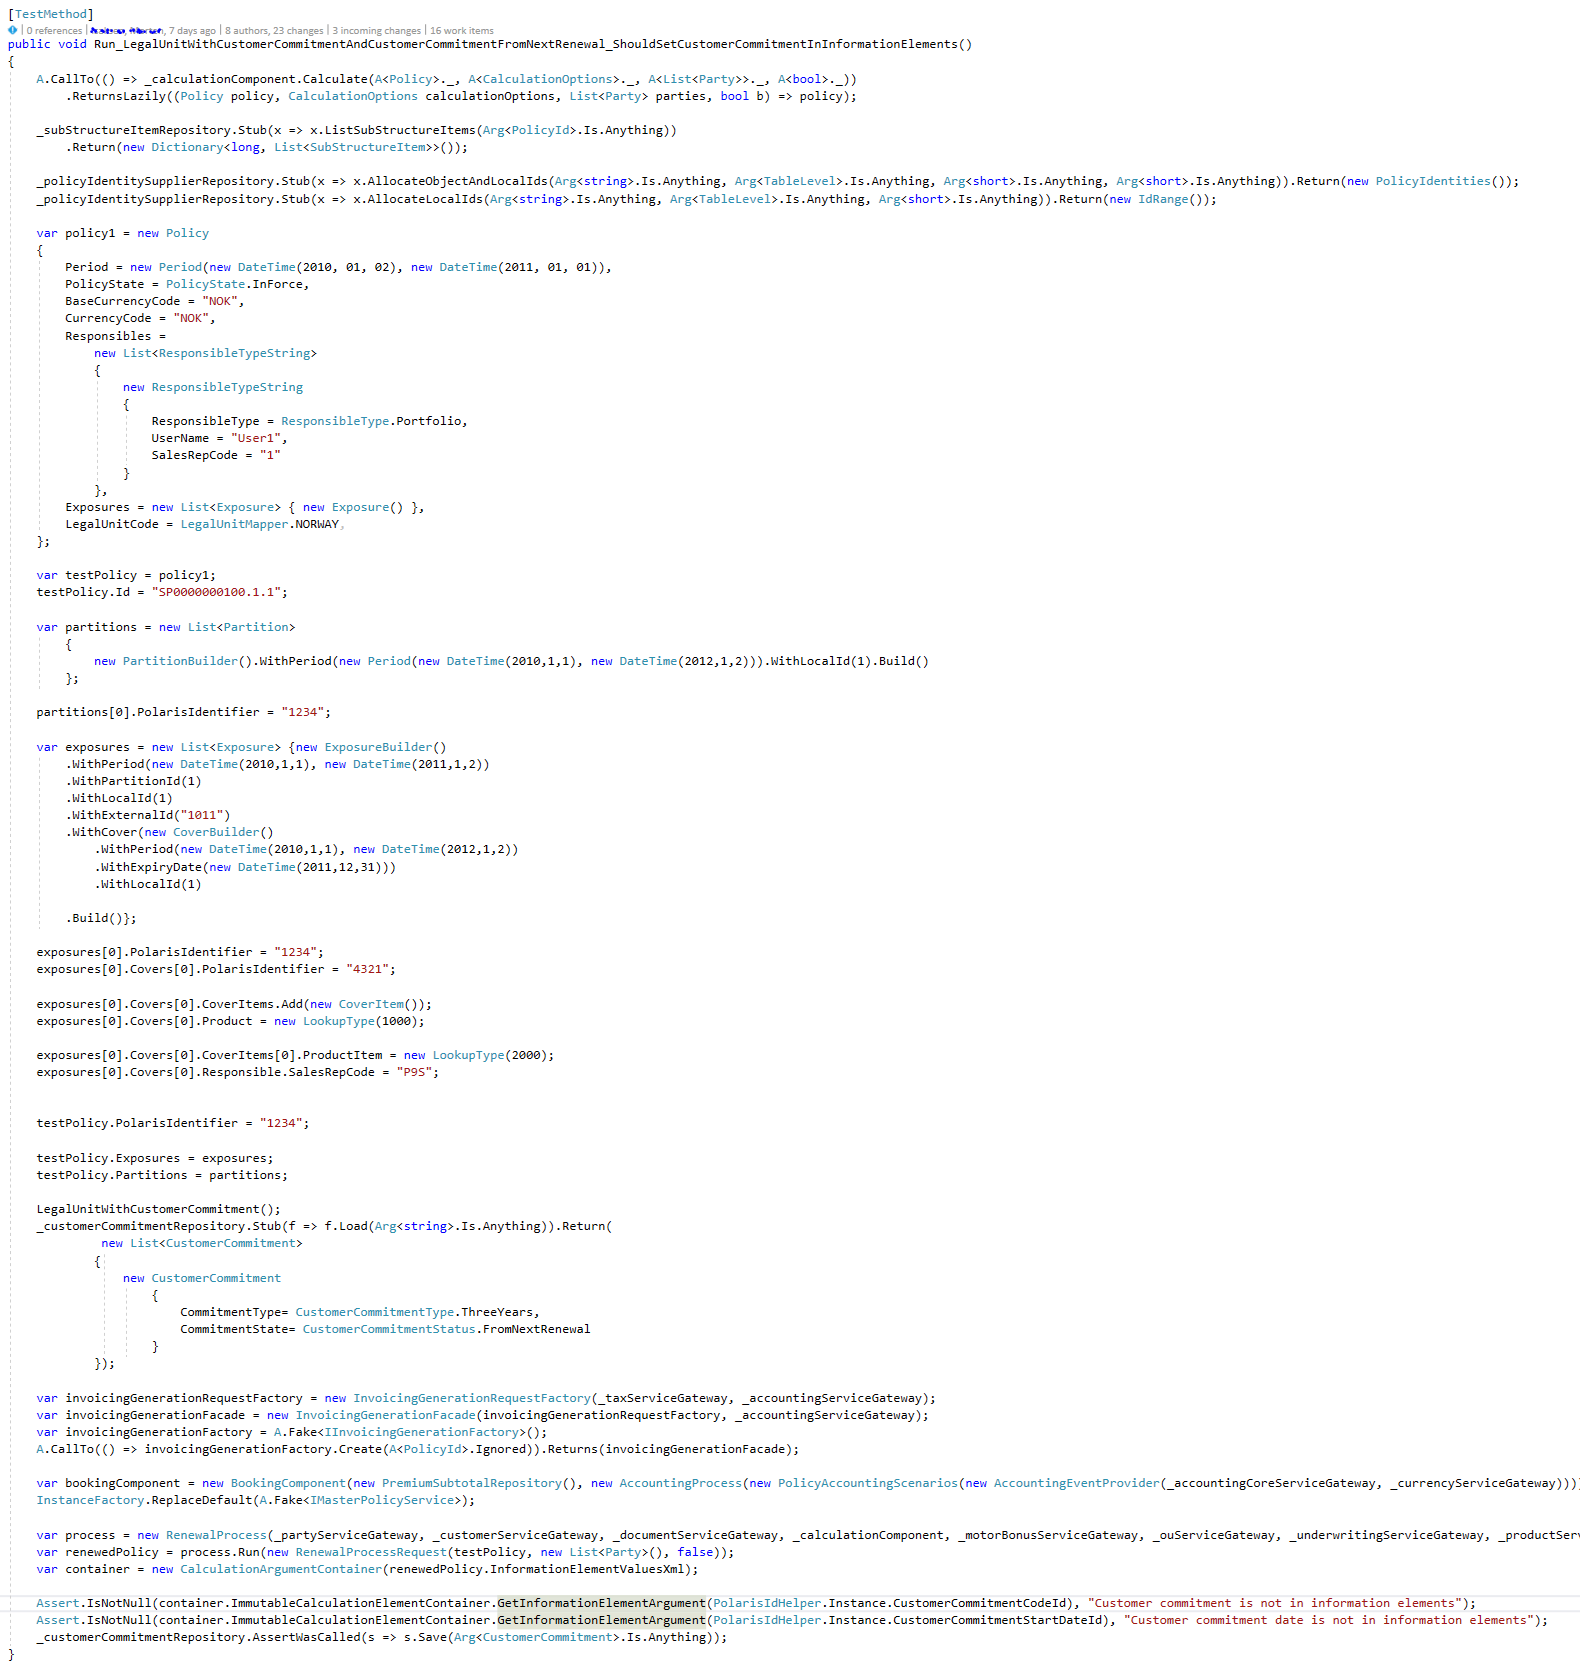 [TestMethod]
| 0 references | , 7 days ago | 8 authors, 23 changes | 3 incoming changes | 16 work items
public void Run_LegalUnitWithCustomerCommitmentAndCustomerCommitmentFromNextRenewal_ShouldSetCustomerCommitmentInInformationElements()
{
    A.CallTo(() => _calculationComponent.Calculate(A<Policy>._, A<CalculationOptions>._, A<List<Party>>._, A<bool>._))
        .ReturnsLazily((Policy policy, CalculationOptions calculationOptions, List<Party> parties, bool b) => policy);

    _subStructureItemRepository.Stub(x => x.ListSubStructureItems(Arg<PolicyId>.Is.Anything))
        .Return(new Dictionary<long, List<SubStructureItem>>());

    _policyIdentitySupplierRepository.Stub(x => x.AllocateObjectAndLocalIds(Arg<string>.Is.Anything, Arg<TableLevel>.Is.Anything, Arg<short>.Is.Anything, Arg<short>.Is.Anything)).Return(new PolicyIdentities());
    _policyIdentitySupplierRepository.Stub(x => x.AllocateLocalIds(Arg<string>.Is.Anything, Arg<TableLevel>.Is.Anything, Arg<short>.Is.Anything)).Return(new IdRange());

    var policy1 = new Policy
    {
        Period = new Period(new DateTime(2010, 01, 02), new DateTime(2011, 01, 01)),
        PolicyState = PolicyState.InForce,
        BaseCurrencyCode = "NOK",
        CurrencyCode = "NOK",
        Responsibles =
            new List<ResponsibleTypeString>
            {
                new ResponsibleTypeString
                {
                    ResponsibleType = ResponsibleType.Portfolio,
                    UserName = "User1",
                    SalesRepCode = "1"
                }
            },
        Exposures = new List<Exposure> { new Exposure() },
        LegalUnitCode = LegalUnitMapper.NORWAY,
    };

    var testPolicy = policy1;
    testPolicy.Id = "SP0000000100.1.1";

    var partitions = new List<Partition>
        {
            new PartitionBuilder().WithPeriod(new Period(new DateTime(2010,1,1), new DateTime(2012,1,2))).WithLocalId(1).Build()
        };

    partitions[0].PolarisIdentifier = "1234";

    var exposures = new List<Exposure> {new ExposureBuilder()
        .WithPeriod(new DateTime(2010,1,1), new DateTime(2011,1,2))
        .WithPartitionId(1)
        .WithLocalId(1)
        .WithExternalId("1011")
        .WithCover(new CoverBuilder()
            .WithPeriod(new DateTime(2010,1,1), new DateTime(2012,1,2))
            .WithExpiryDate(new DateTime(2011,12,31)))
            .WithLocalId(1)

        .Build()};

    exposures[0].PolarisIdentifier = "1234";
    exposures[0].Covers[0].PolarisIdentifier = "4321";

    exposures[0].Covers[0].CoverItems.Add(new CoverItem());
    exposures[0].Covers[0].Product = new LookupType(1000);

    exposures[0].Covers[0].CoverItems[0].ProductItem = new LookupType(2000);
    exposures[0].Covers[0].Responsible.SalesRepCode = "P9S";


    testPolicy.PolarisIdentifier = "1234";

    testPolicy.Exposures = exposures;
    testPolicy.Partitions = partitions;

    LegalUnitWithCustomerCommitment();
    _customerCommitmentRepository.Stub(f => f.Load(Arg<string>.Is.Anything)).Return(
             new List<CustomerCommitment>
            {
                new CustomerCommitment
                    {
                        CommitmentType= CustomerCommitmentType.ThreeYears,
                        CommitmentState= CustomerCommitmentStatus.FromNextRenewal
                    }
            });

    var invoicingGenerationRequestFactory = new InvoicingGenerationRequestFactory(_taxServiceGateway, _accountingServiceGateway);
    var invoicingGenerationFacade = new InvoicingGenerationFacade(invoicingGenerationRequestFactory, _accountingServiceGateway);
    var invoicingGenerationFactory = A.Fake<IInvoicingGenerationFactory>();
    A.CallTo(() => invoicingGenerationFactory.Create(A<PolicyId>.Ignored)).Returns(invoicingGenerationFacade);

    var bookingComponent = new BookingComponent(new PremiumSubtotalRepository(), new AccountingProcess(new PolicyAccountingScenarios(new AccountingEventProvider(_accountingCoreServiceGateway, _currencyServiceGateway)))
    InstanceFactory.ReplaceDefault(A.Fake<IMasterPolicyService>);

    var process = new RenewalProcess(_partyServiceGateway, _customerServiceGateway, _documentServiceGateway, _calculationComponent, _motorBonusServiceGateway, _ouServiceGateway, _underwritingServiceGateway, _productServ
    var renewedPolicy = process.Run(new RenewalProcessRequest(testPolicy, new List<Party>(), false));
    var container = new CalculationArgumentContainer(renewedPolicy.InformationElementValuesXml);

    Assert.IsNotNull(container.ImmutableCalculationElementContainer.GetInformationElementArgument(PolarisIdHelper.Instance.CustomerCommitmentCodeId), "Customer commitment is not in information elements");
    Assert.IsNotNull(container.ImmutableCalculationElementContainer.GetInformationElementArgument(PolarisIdHelper.Instance.CustomerCommitmentStartDateId), "Customer commitment date is not in information elements");
    _customerCommitmentRepository.AssertWasCalled(s => s.Save(Arg<CustomerCommitment>.Is.Anything));
}